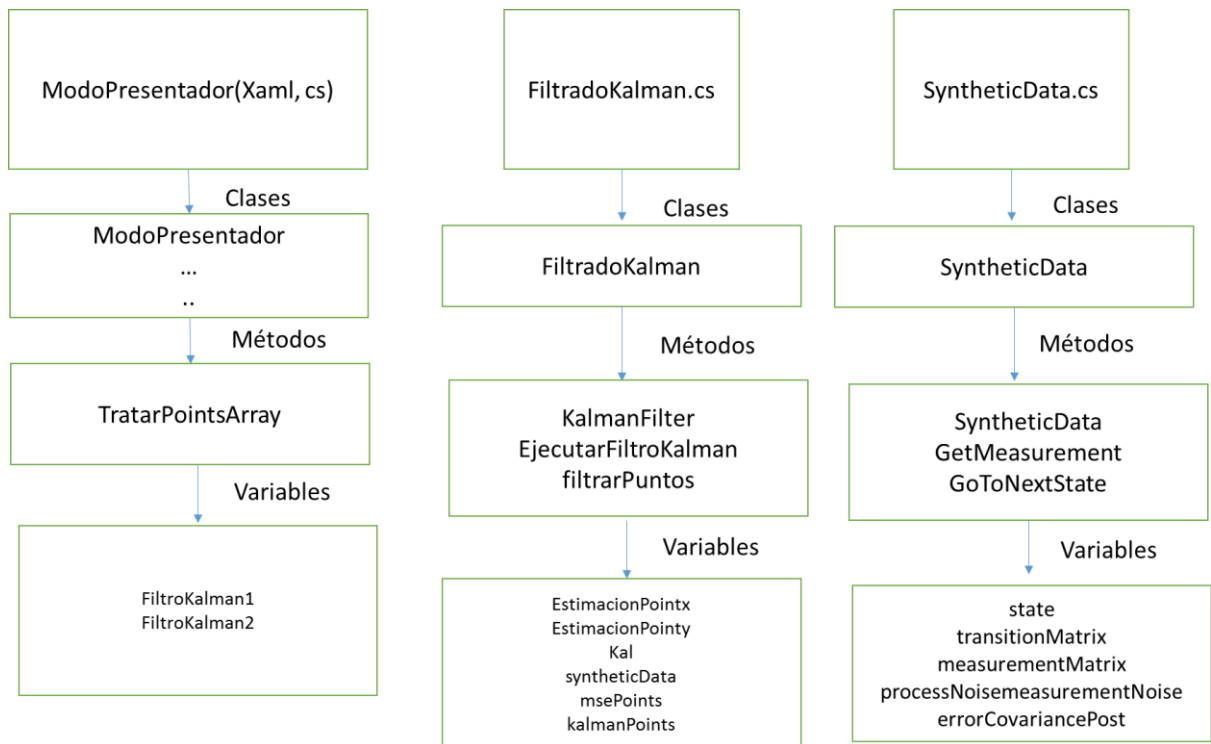 ModoPresentador(Xaml, cs)
Clases
ModoPresentador
...
..
Métodos
TratarPointsArray
Variables
FiltroKalman1
FiltroKalman2
FiltradoKalman.cs
Clases
FiltradoKalman
Métodos
KalmanFilter
EjecutarFiltroKalman
filtrarPuntos
Variables
EstimacionPointx
EstimacionPointy
Kal
syntheticData
msePoints
kalmanPoints
SyntheticData.cs
Clases
SyntheticData
Métodos
SyntheticData
GetMeasurement
GoToNextState
Variables
state
transitionMatrix
measurementMatrix
processNoisemeasurementNoise
errorCovariancePost